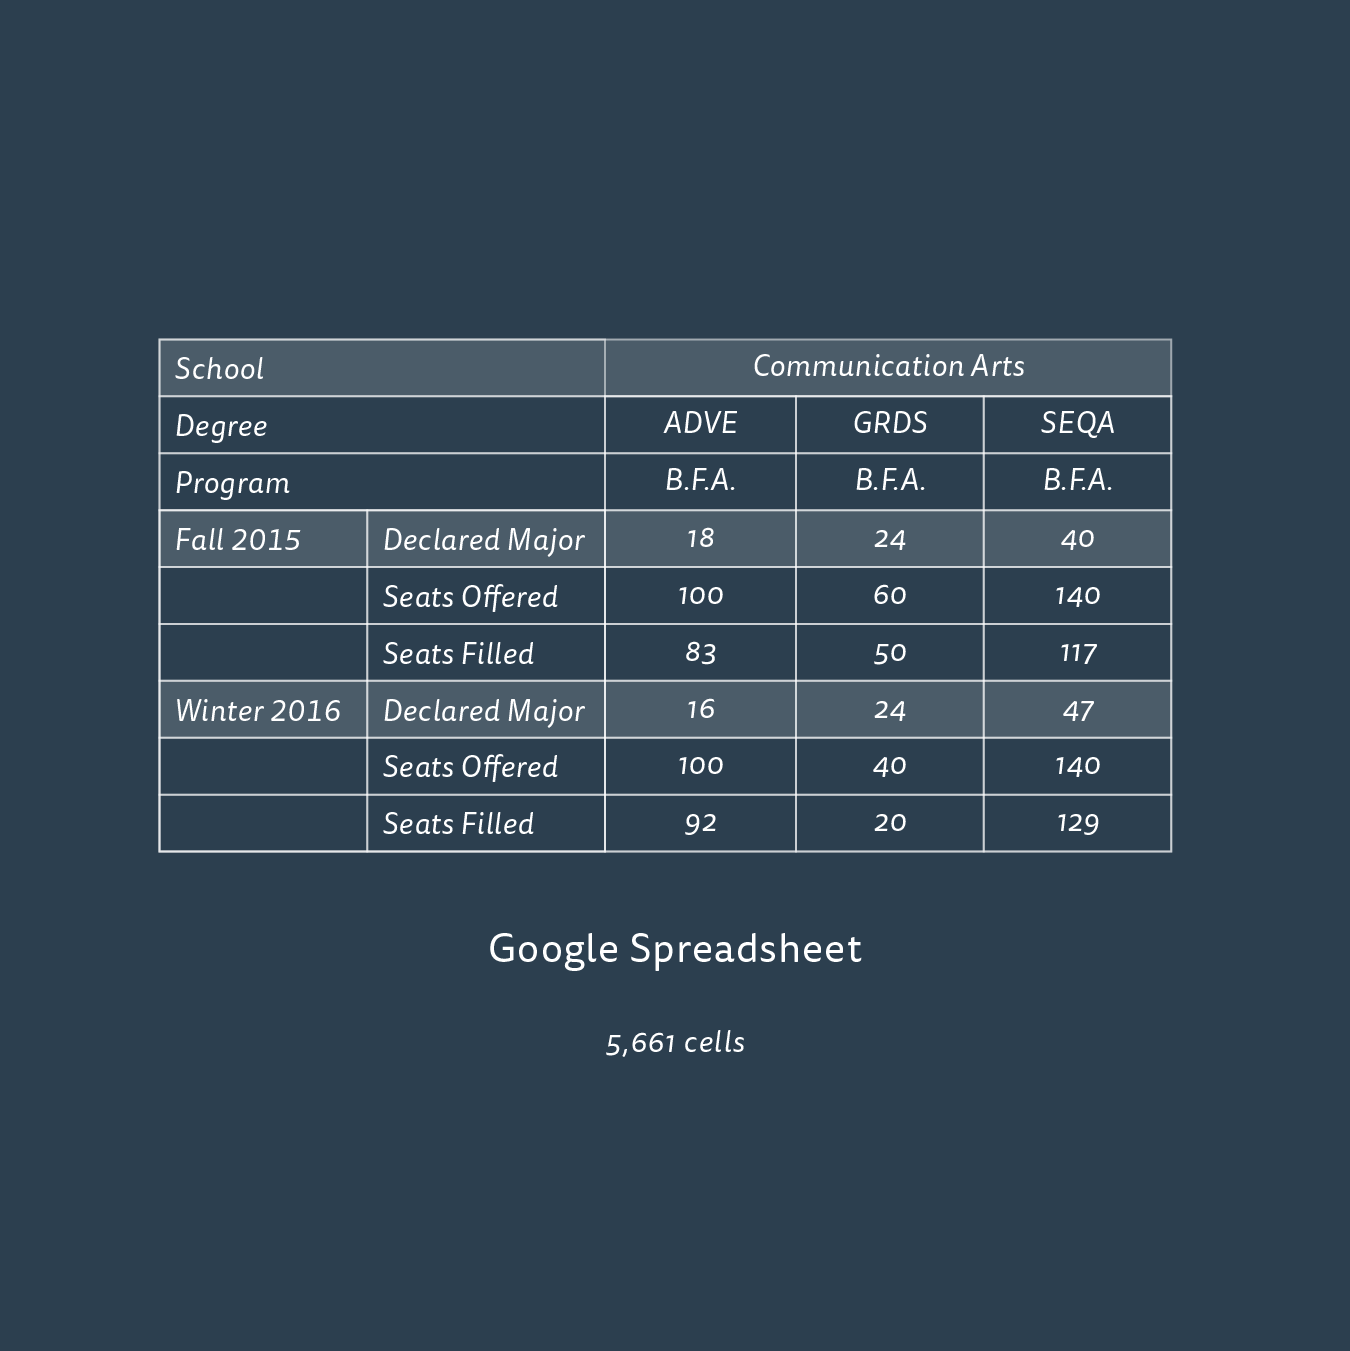 School Communication Arts
Degree ADVE GRDS SEQA
Program B.F.A. B.F.A. B.F.A.
Fall 2015 Declared Major 18 24 40
Seats Offered 100 60 140
Seats Filled 83 50 117
Winter 2016 Declared Major 16 24 47
Seats Offered 100 40 140
Seats Filled 92 20 129
Google Spreadsheet
5,661 cells